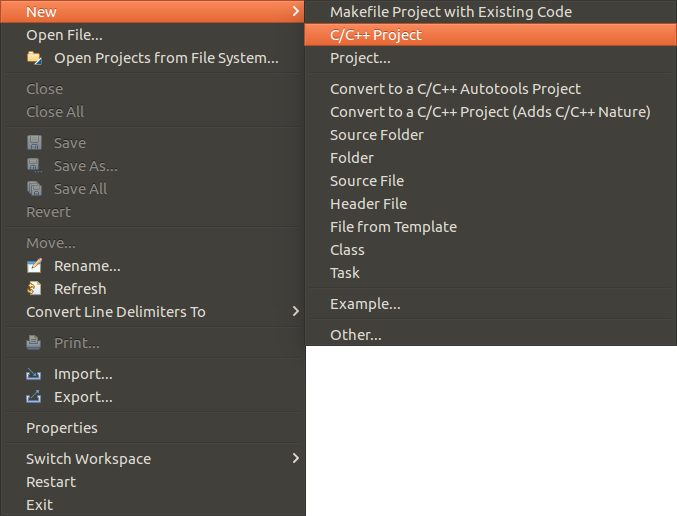 New
Open File...
Open Projects from File System...
Close
Close All
Save
Save As...
Save All
Revert
Move...
Rename...
Refresh
Convert Line Delimiters To
Print...
Import...
Export...
Properties
Switch Workspace
Restart
Exit
Makefile Project with Existing Code
C/C++ Project
Project...
Convert to a C/C++ Autotools Project
Convert to a C/C++ Project (Adds C/C++ Nature)
Source Folder
Folder
Source File
Header File
File from Template
Class
Task
Example...
Other...